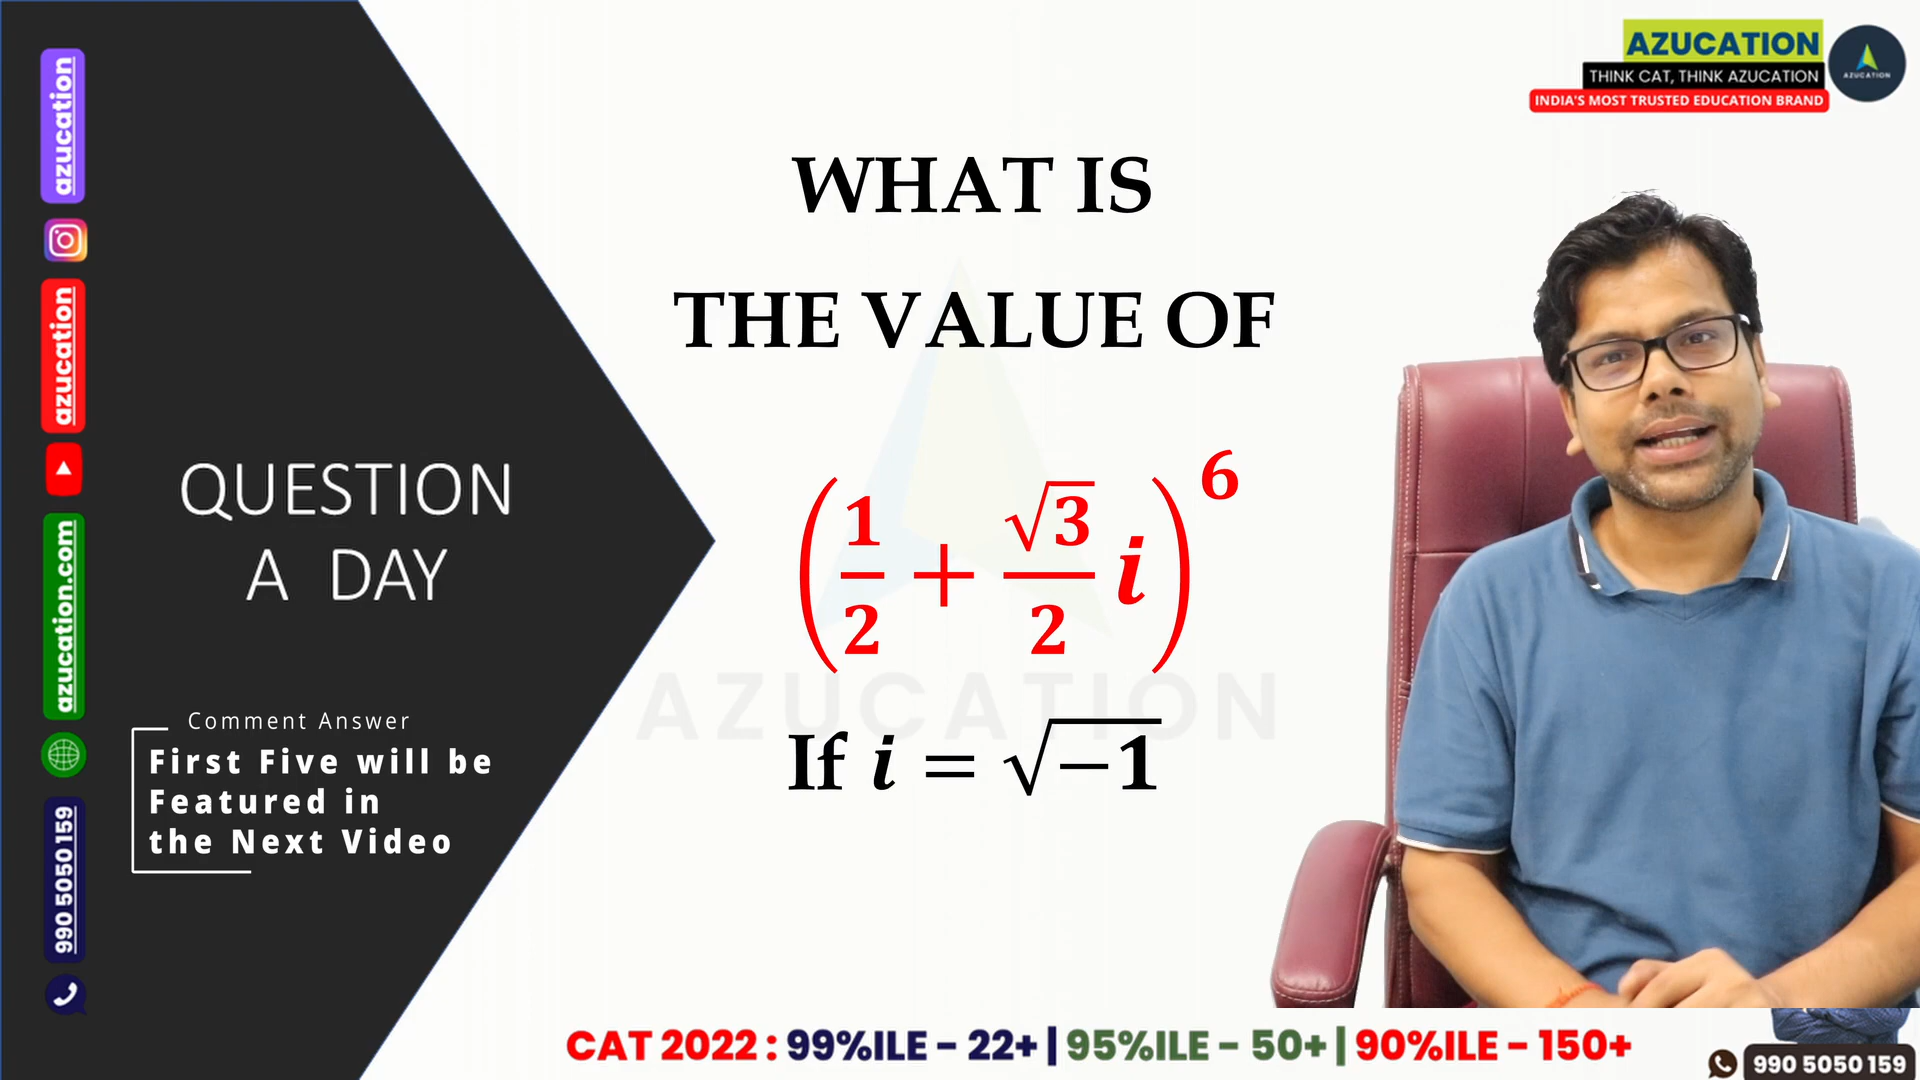 azucation
azucation
azucation.com
990 5050 159
QUESTION
A DAY
Comment Answer
First Five will be
Featured in
the Next Video
WHAT IS
THE VALUE OF
(1/2 + √3/2 i)^6
If i = √−1
AZUCATION
AZUCATION
THINK CAT, THINK AZUCATION
INDIA'S MOST TRUSTED EDUCATION BRAND
AZUCATION
CAT 2022 : 99%ILE - 22+ | 95%ILE - 50+ | 90%ILE - 150+
990 5050 159